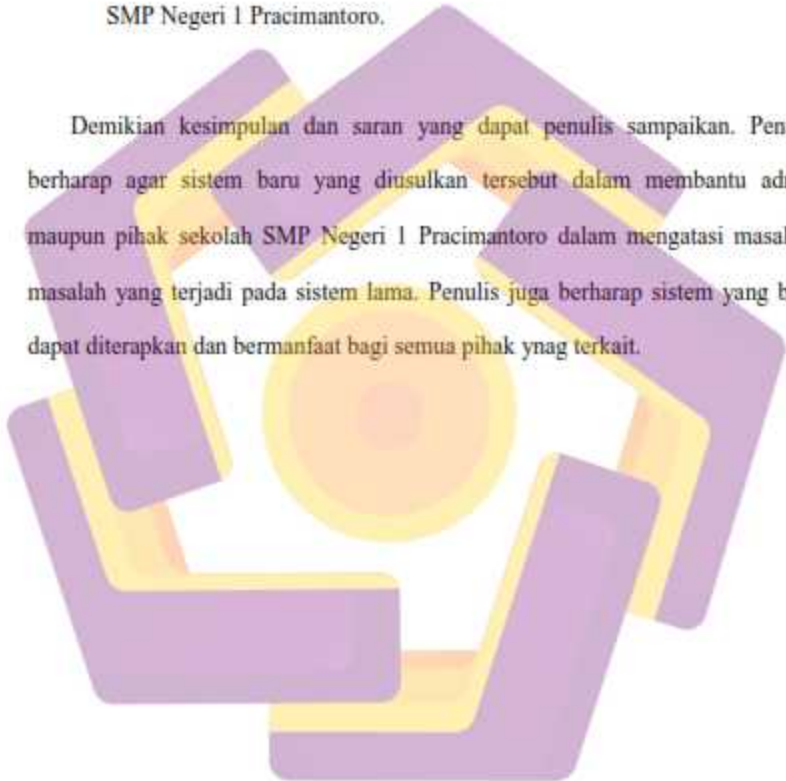 SMP Negeri 1 Pracimantoro.
Demikian kesimpulan dan saran yang dapat penulis sampaikan. Pen
berharap agar sistem baru yang diusulkan tersebut dalam membantu adr
maupun pihak sekolah SMP Negeri 1 Pracimantoro dalam mengatasi masal
masalah yang terjadi pada sistem lama. Penulis juga berharap sistem yang b
dapat diterapkan dan bermanfaat bagi semua pihak ynag terkait.